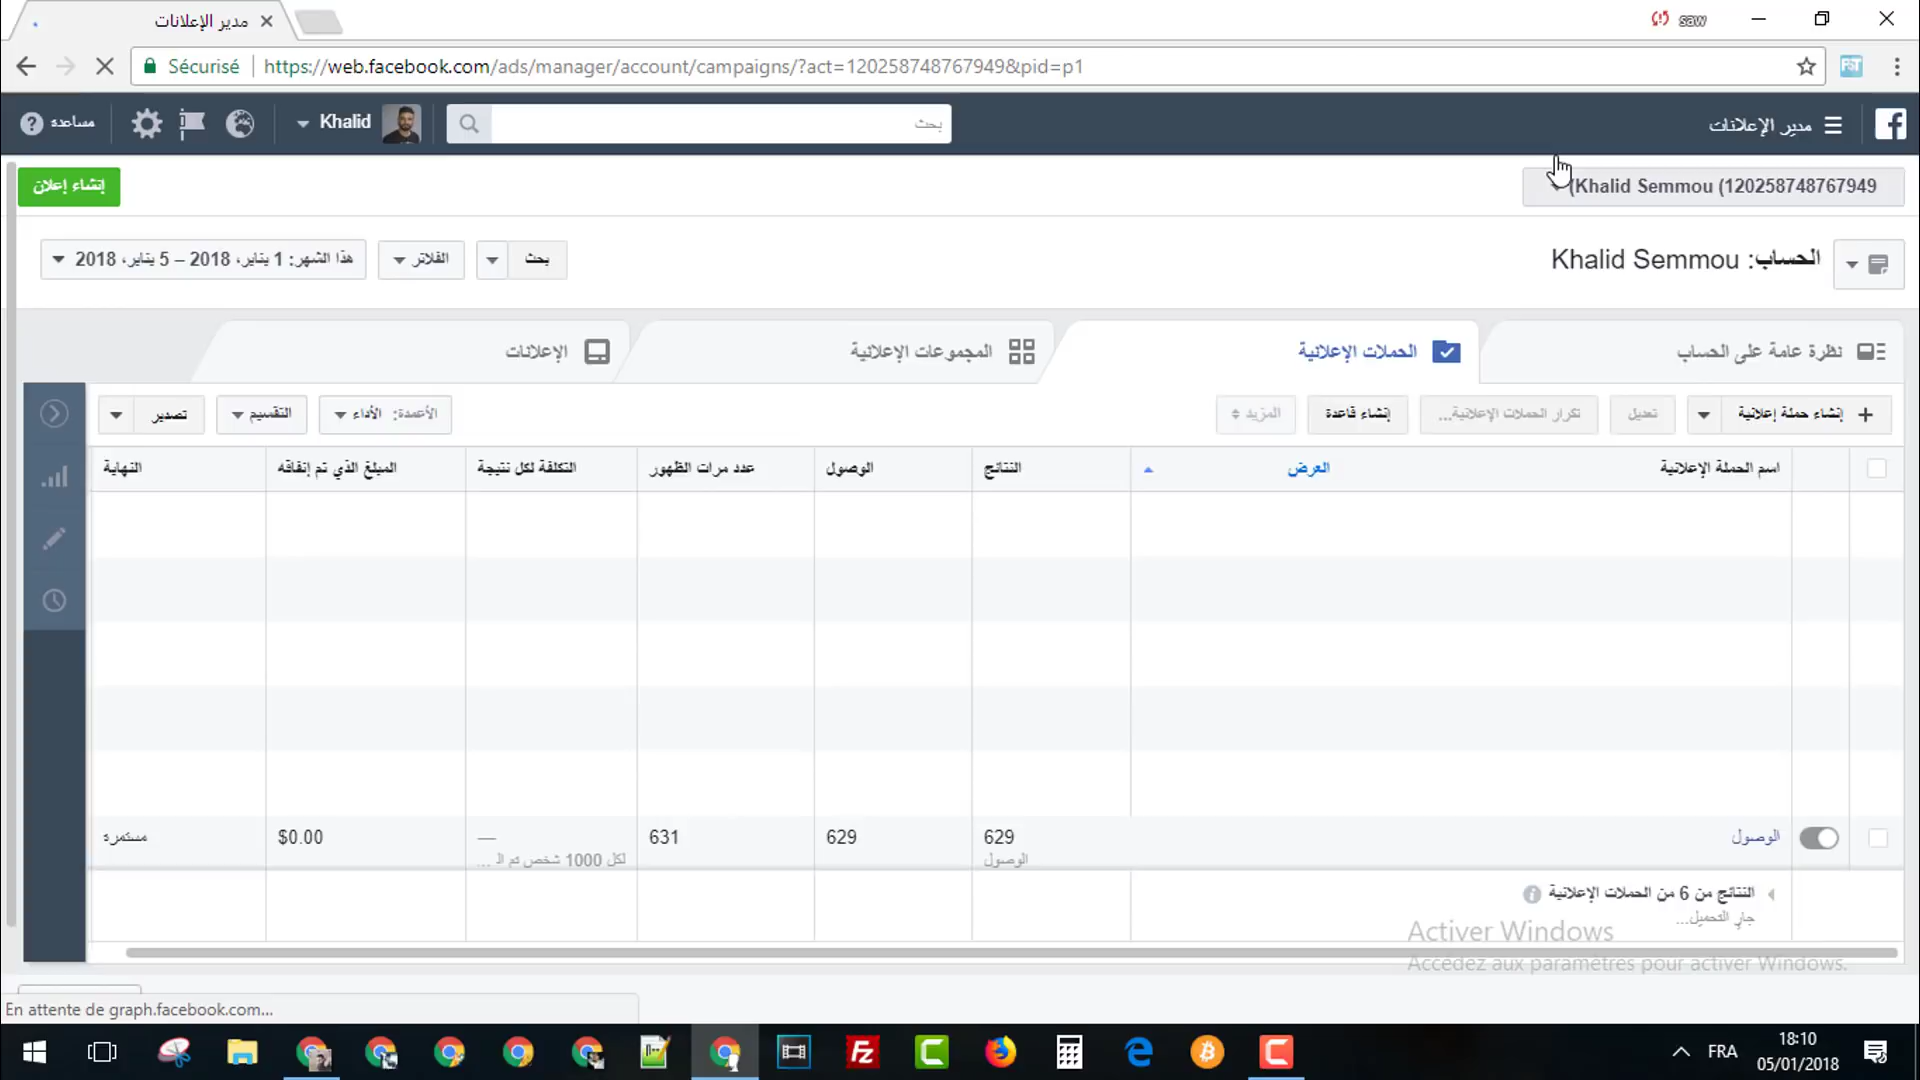 مدير الإعلانات
saw
Sécurisé
https://web.facebook.com/ads/manager/account/campaigns/?act=120258748767949&pid=p1
مدير الإعلانات
بحث
Khalid
مساعدة
(Khalid Semmou (120258748767949
إنشاء إعلان
الحساب: Khalid Semmou
بحث
الفلاتر
هذا الشهر: 1 يناير، 2018 – 5 يناير، 2018
نظرة عامة على الحساب
الحملات الإعلانية
المجموعات الإعلانية
الإعلانات
إنشاء حملة إعلانية
تعديل
تكرار الحملات الإعلانية...
إنشاء قاعدة
المزيد
الأعمدة: الأداء
التقسيم
تصدير
اسم الحملة الإعلانية
العرض
النتائج
الوصول
عدد مرات الظهور
التكلفة لكل نتيجة
المبلغ الذي تم إنفاقه
النهاية
الوصول
629
الوصول
629
631
—
لكل 1000 شخص تم الـ ...
$0.00
مستمرة
النتائج من 6 من الحملات الإعلانية
جارٍ التحميل...
Activer Windows
Accédez aux paramètres pour activer Windows.
En attente de graph.facebook.com...
FRA
18:10
05/01/2018